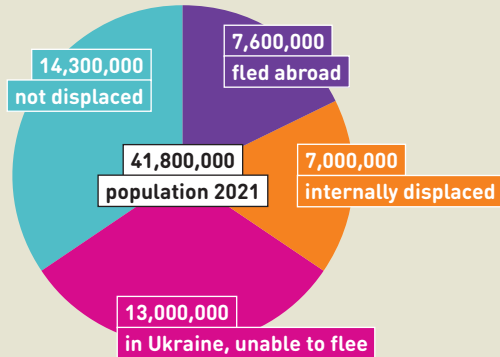 7,600,000
fled abroad
14,300,000
not displaced
41,800,000
population 2021
7,000,000
internally displaced
13,000,000
in Ukraine, unable to flee